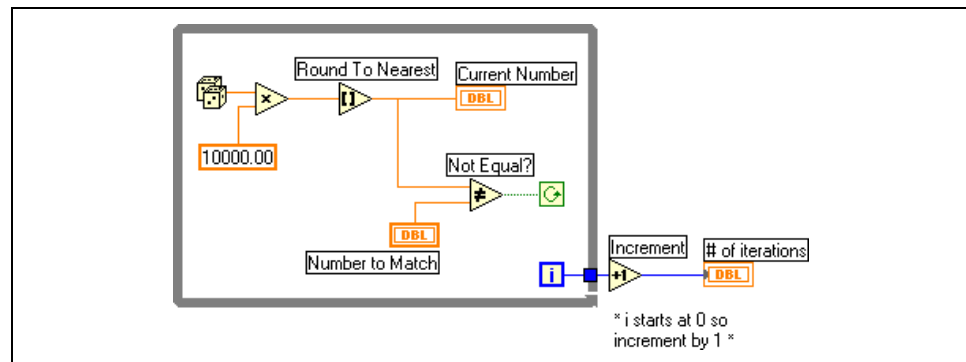 Round To Nearest
Current Number
DBL
10000.00
Not Equal?
DBL
Number to Match
i
Increment
+1
# of iterations
DBL
* i starts at 0 so
increment by 1 *